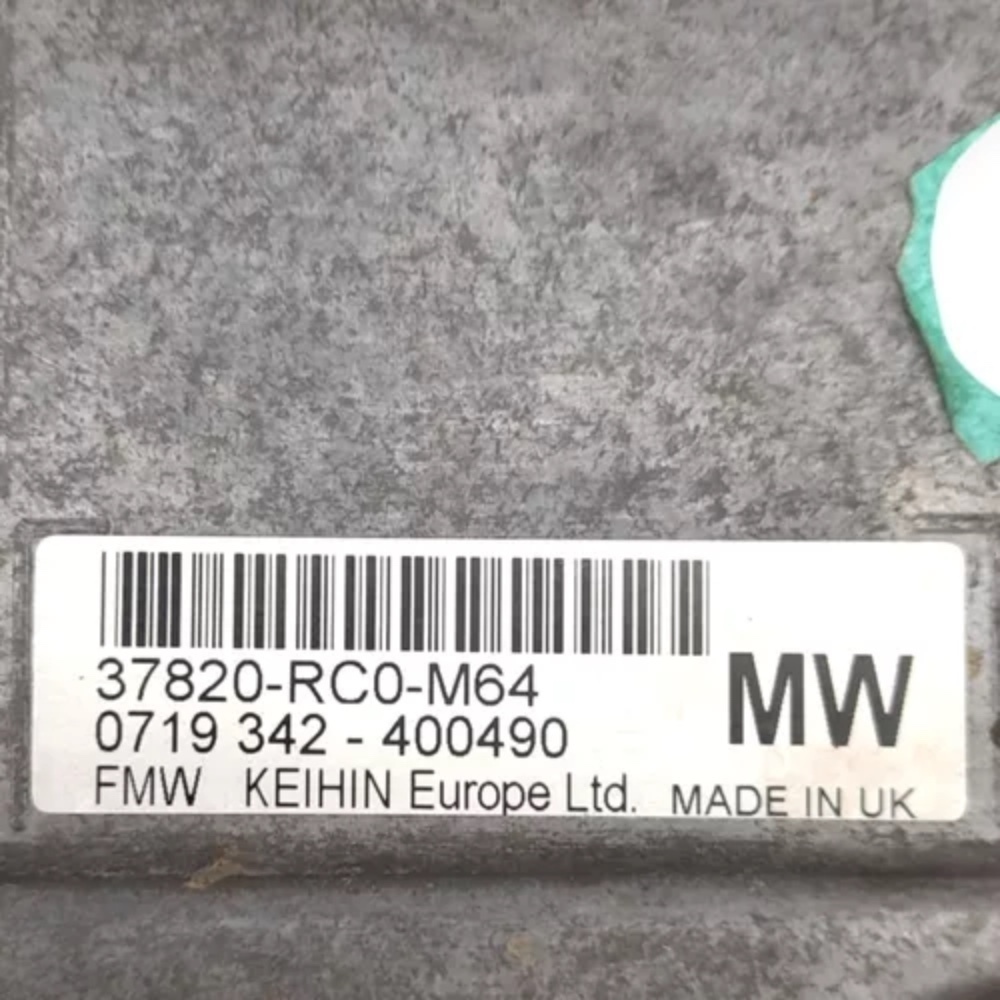 37820-RC0-M64
MW
0719 342 - 400490
FMW KEIHIN Europe Ltd. MADE IN UK